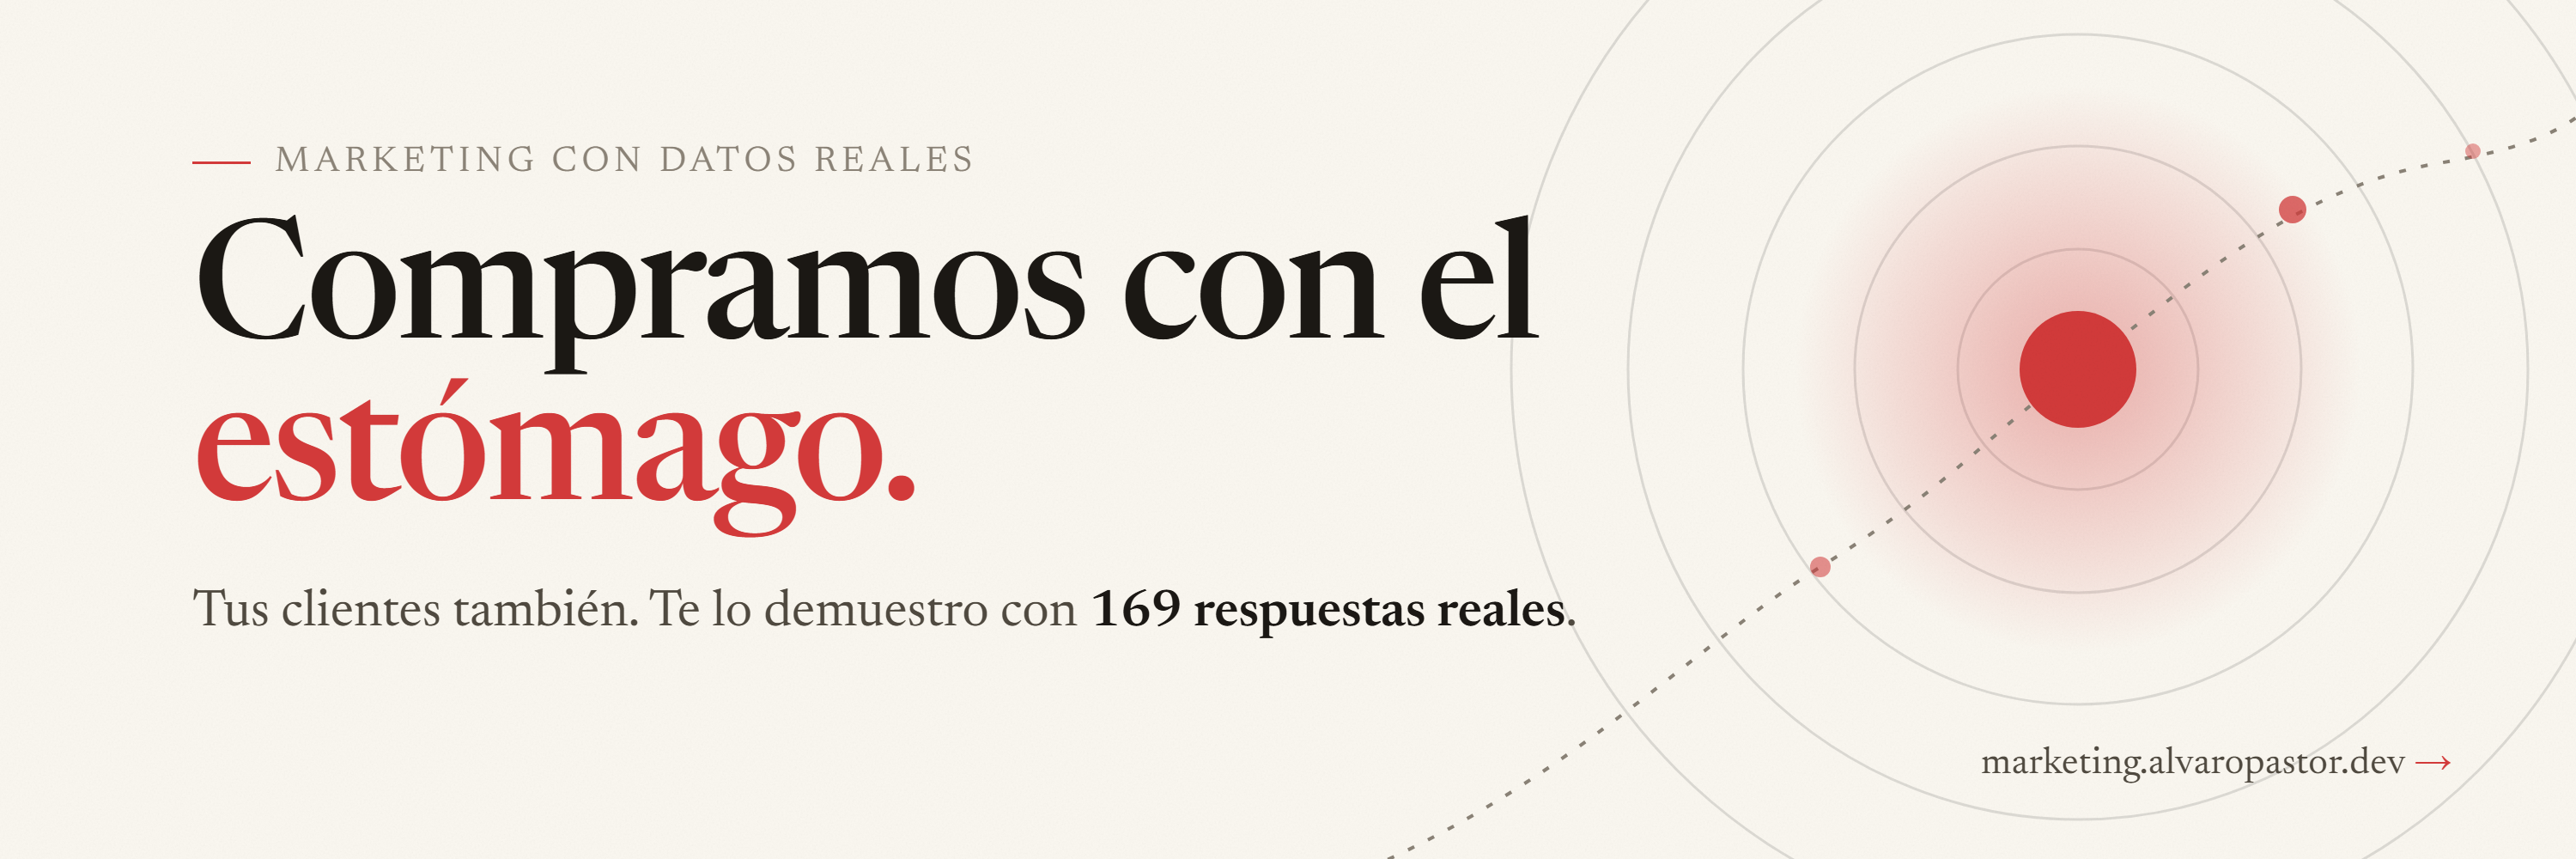 MARKETING CON DATOS REALES
Compramos con el
estómago.
Tus clientes también. Te lo demuestro con 169 respuestas reales.
marketing.alvaropastor.dev →